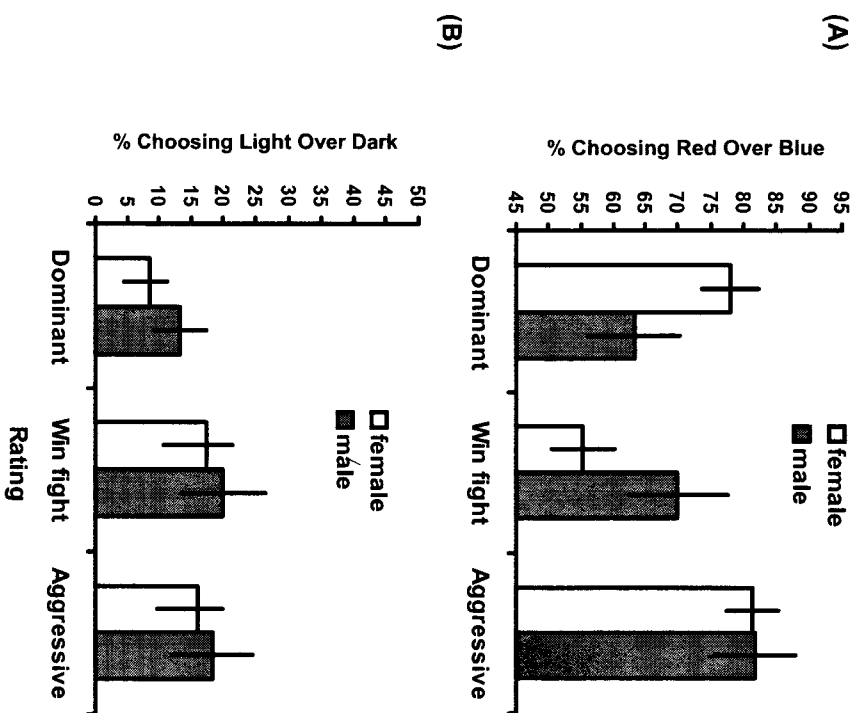 (A)
% Choosing Red Over Blue
95
90
85
80
75
70
65
60
55
50
45
female
male
Dominant
Win fight
Aggressive
(B)
% Choosing Light Over Dark
50
45
40
35
30
25
20
15
10
5
0
female
male
Dominant
Win fight
Aggressive
Rating